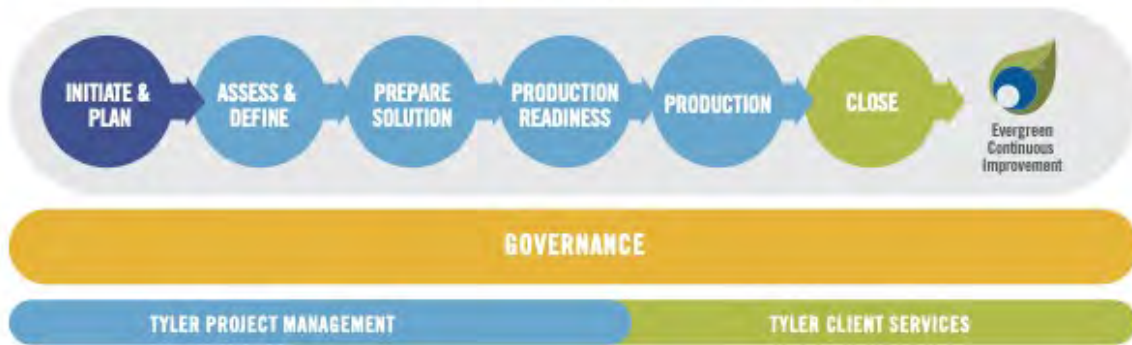 INITIATE &
PLAN
ASSESS &
DEFINE
PREPARE
SOLUTION
PRODUCTION
READINESS
PRODUCTION
CLOSE
Evergreen
Continuous
Improvement
GOVERNANCE
TYLER PROJECT MANAGEMENT
TYLER CLIENT SERVICES